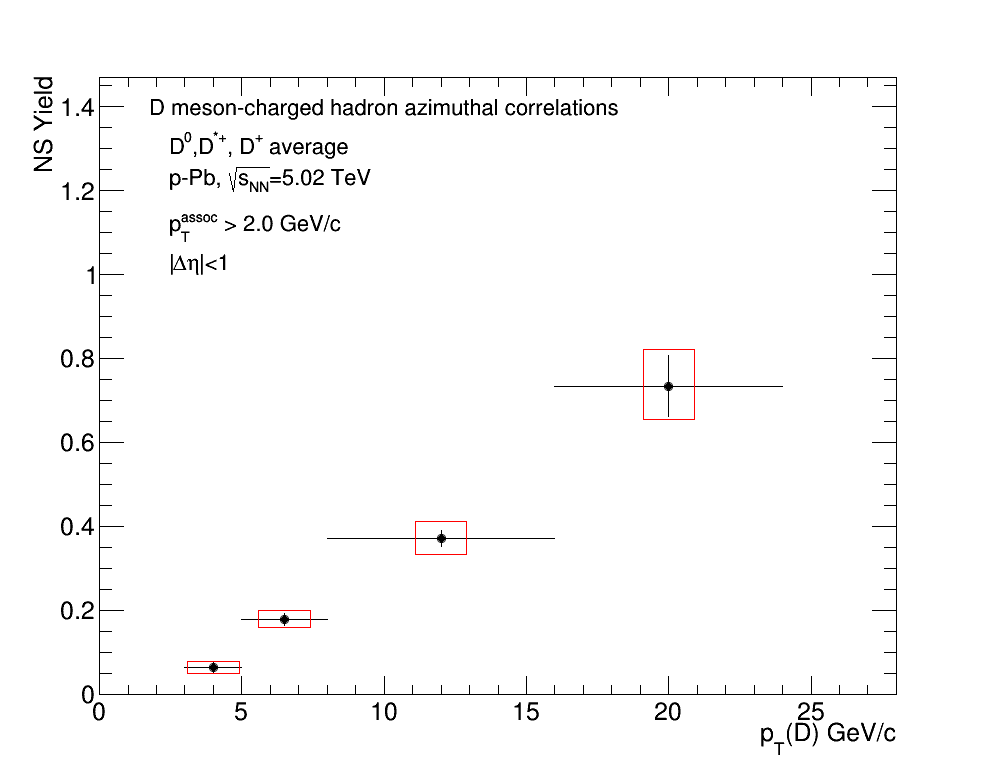 NS Yield
1.4
1.2
1
0.8
0.6
0.4
0.2
0
D meson-charged hadron azimuthal correlations
D⁰,D*⁺, D⁺ average
p-Pb, √sNN=5.02 TeV
pTassoc > 2.0 GeV/c
|Δη|<1
0 5 10 15 20 25
pT(D) GeV/c